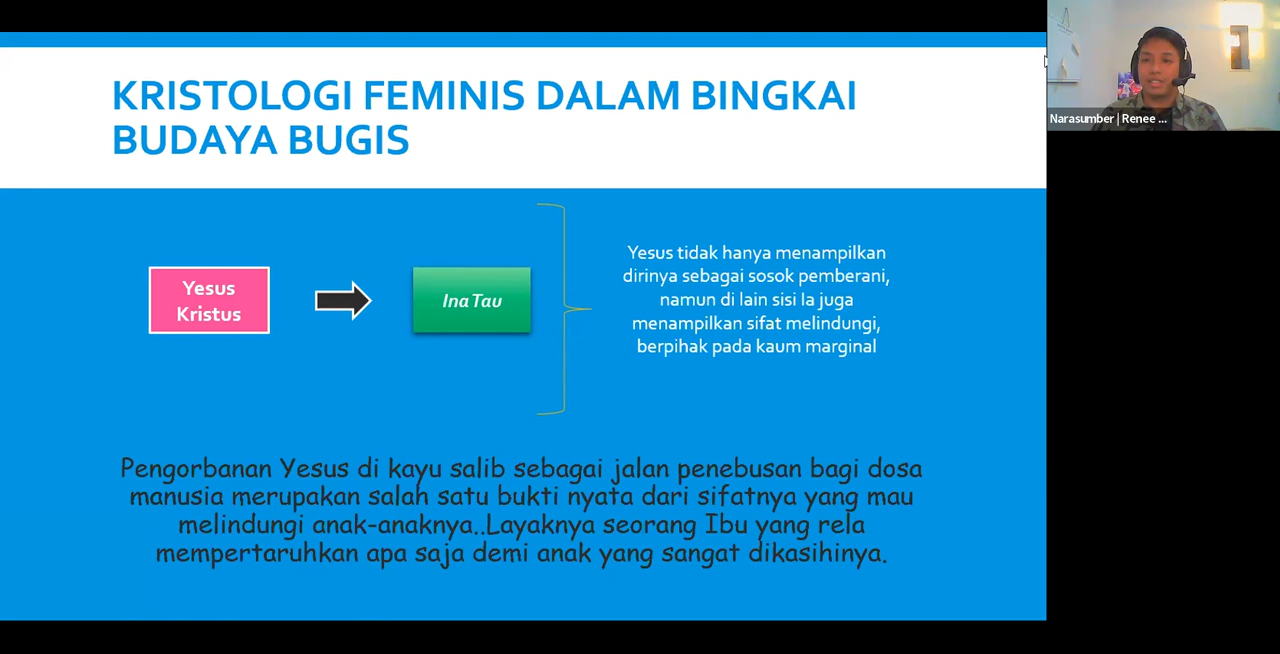 KRISTOLOGI FEMINIS DALAM BINGKAI
BUDAYA BUGIS
Yesus
Kristus
Ina Tau
Yesus tidak hanya menampilkan
dirinya sebagai sosok pemberani,
namun di lain sisi Ia juga
menampilkan sifat melindungi,
berpihak pada kaum marginal
Pengorbanan Yesus di kayu salib sebagai jalan penebusan bagi dosa
manusia merupakan salah satu bukti nyata dari sifatnya yang mau
melindungi anak-anaknya..Layaknya seorang Ibu yang rela
mempertaruhkan apa saja demi anak yang sangat dikasihinya.
Narasumber | Renee ...